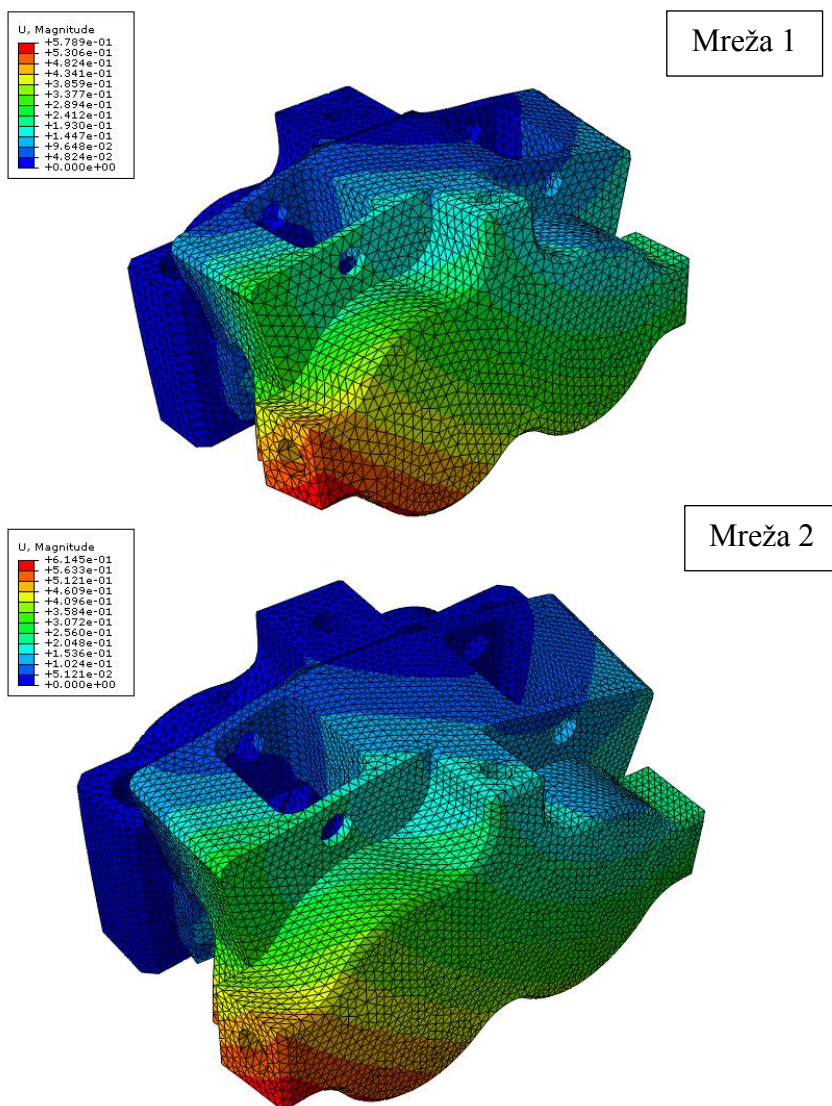 U, Magnitude
+5.789e-01
+5.306e-01
+4.824e-01
+4.341e-01
+3.859e-01
+3.377e-01
+2.894e-01
+2.412e-01
+1.930e-01
+1.447e-01
+9.648e-02
+4.824e-02
+0.000e+00
Mreža 1
U, Magnitude
+6.145e-01
+5.633e-01
+5.121e-01
+4.609e-01
+4.096e-01
+3.584e-01
+3.072e-01
+2.560e-01
+2.048e-01
+1.536e-01
+1.024e-01
+5.121e-02
+0.000e+00
Mreža 2